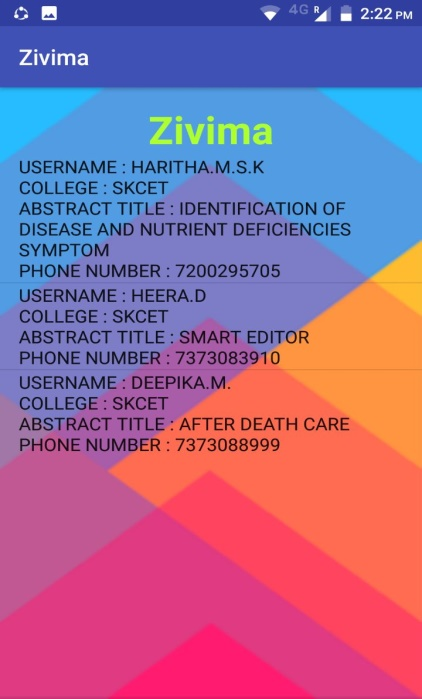 4G R 2:22 PM
Zivima
Zivima
USERNAME : HARITHA.M.S.K
COLLEGE : SKCET
ABSTRACT TITLE : IDENTIFICATION OF
DISEASE AND NUTRIENT DEFICIENCIES
SYMPTOM
PHONE NUMBER : 7200295705
USERNAME : HEERA.D
COLLEGE : SKCET
ABSTRACT TITLE : SMART EDITOR
PHONE NUMBER : 7373083910
USERNAME : DEEPIKA.M.
COLLEGE : SKCET
ABSTRACT TITLE : AFTER DEATH CARE
PHONE NUMBER : 7373088999